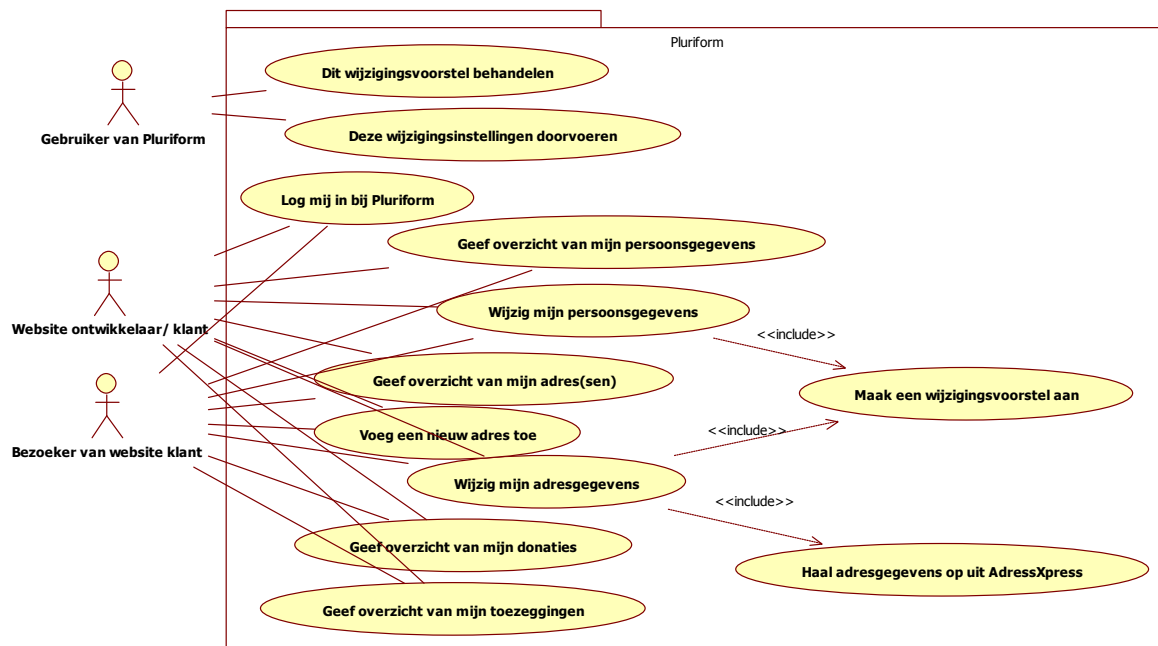 Pluriform
Dit wijzigingsvoorstel behandelen
Gebruiker van Pluriform
Deze wijzigingsinstellingen doorvoeren
Log mij in bij Pluriform
Geef overzicht van mijn persoonsgegevens
Website ontwikkelaar/ klant
Wijzig mijn persoonsgegevens
<<include>>
Geef overzicht van mijn adres(sen)
Maak een wijzigingsvoorstel aan
Voeg een nieuw adres toe
<<include>>
Bezoeker van website klant
Wijzig mijn adresgegevens
<<include>>
Geef overzicht van mijn donaties
Haal adresgegevens op uit AdressXpress
Geef overzicht van mijn toezeggingen